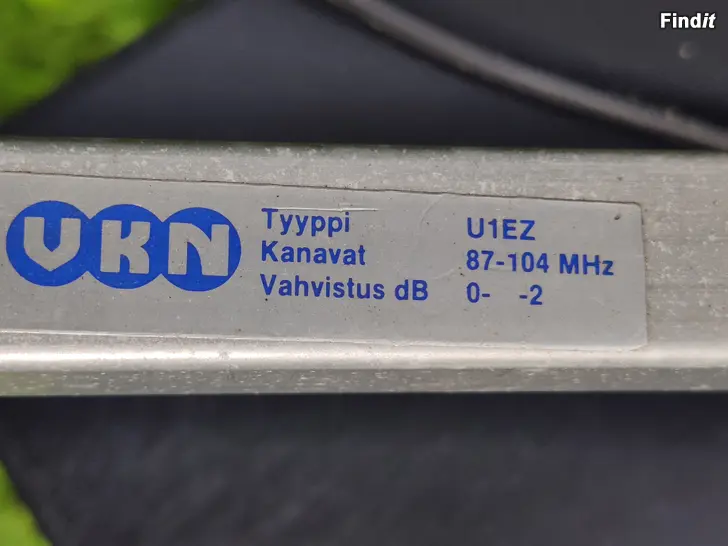 Findit
VKN
Tyyppi U1EZ
Kanavat 87-104 MHz
Vahvistus dB 0- -2